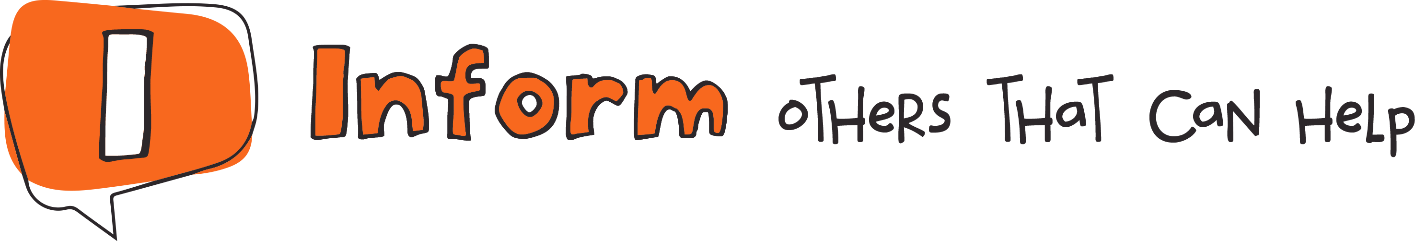 I Inform OTHeRS THaT CaN HeLP